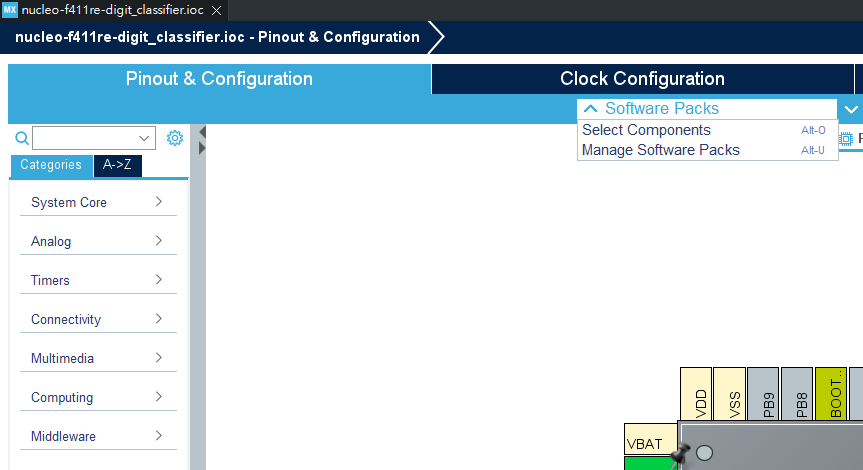 MX nucleo-f411re-digit_classifier.ioc
nucleo-f411re-digit_classifier.ioc - Pinout & Configuration
Pinout & Configuration
Clock Configuration
Software Packs
Select Components Alt-O
Manage Software Packs Alt-U
Categories
A->Z
System Core
Analog
Timers
Connectivity
Multimedia
Computing
Middleware
VDD
VSS
PB9
PB8
BOOT...
VBAT